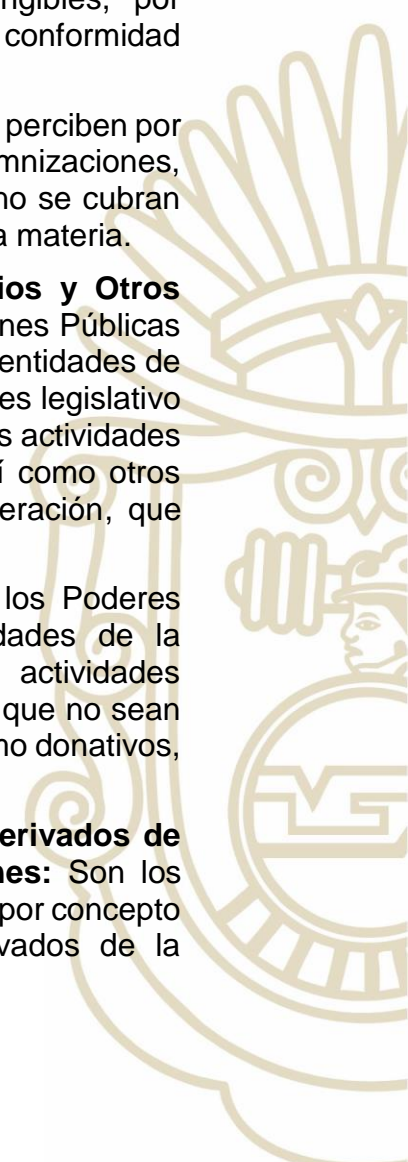 conformidad
perciben por
mnizaciones,
no se cubran
a materia.
ios y Otros
nes Públicas
entidades de
es legislativo
s actividades
í como otros
eración, que
los Poderes
dades de la
actividades
que no sean
no donativos,
erivados de
nes: Son los
por concepto
vados de la